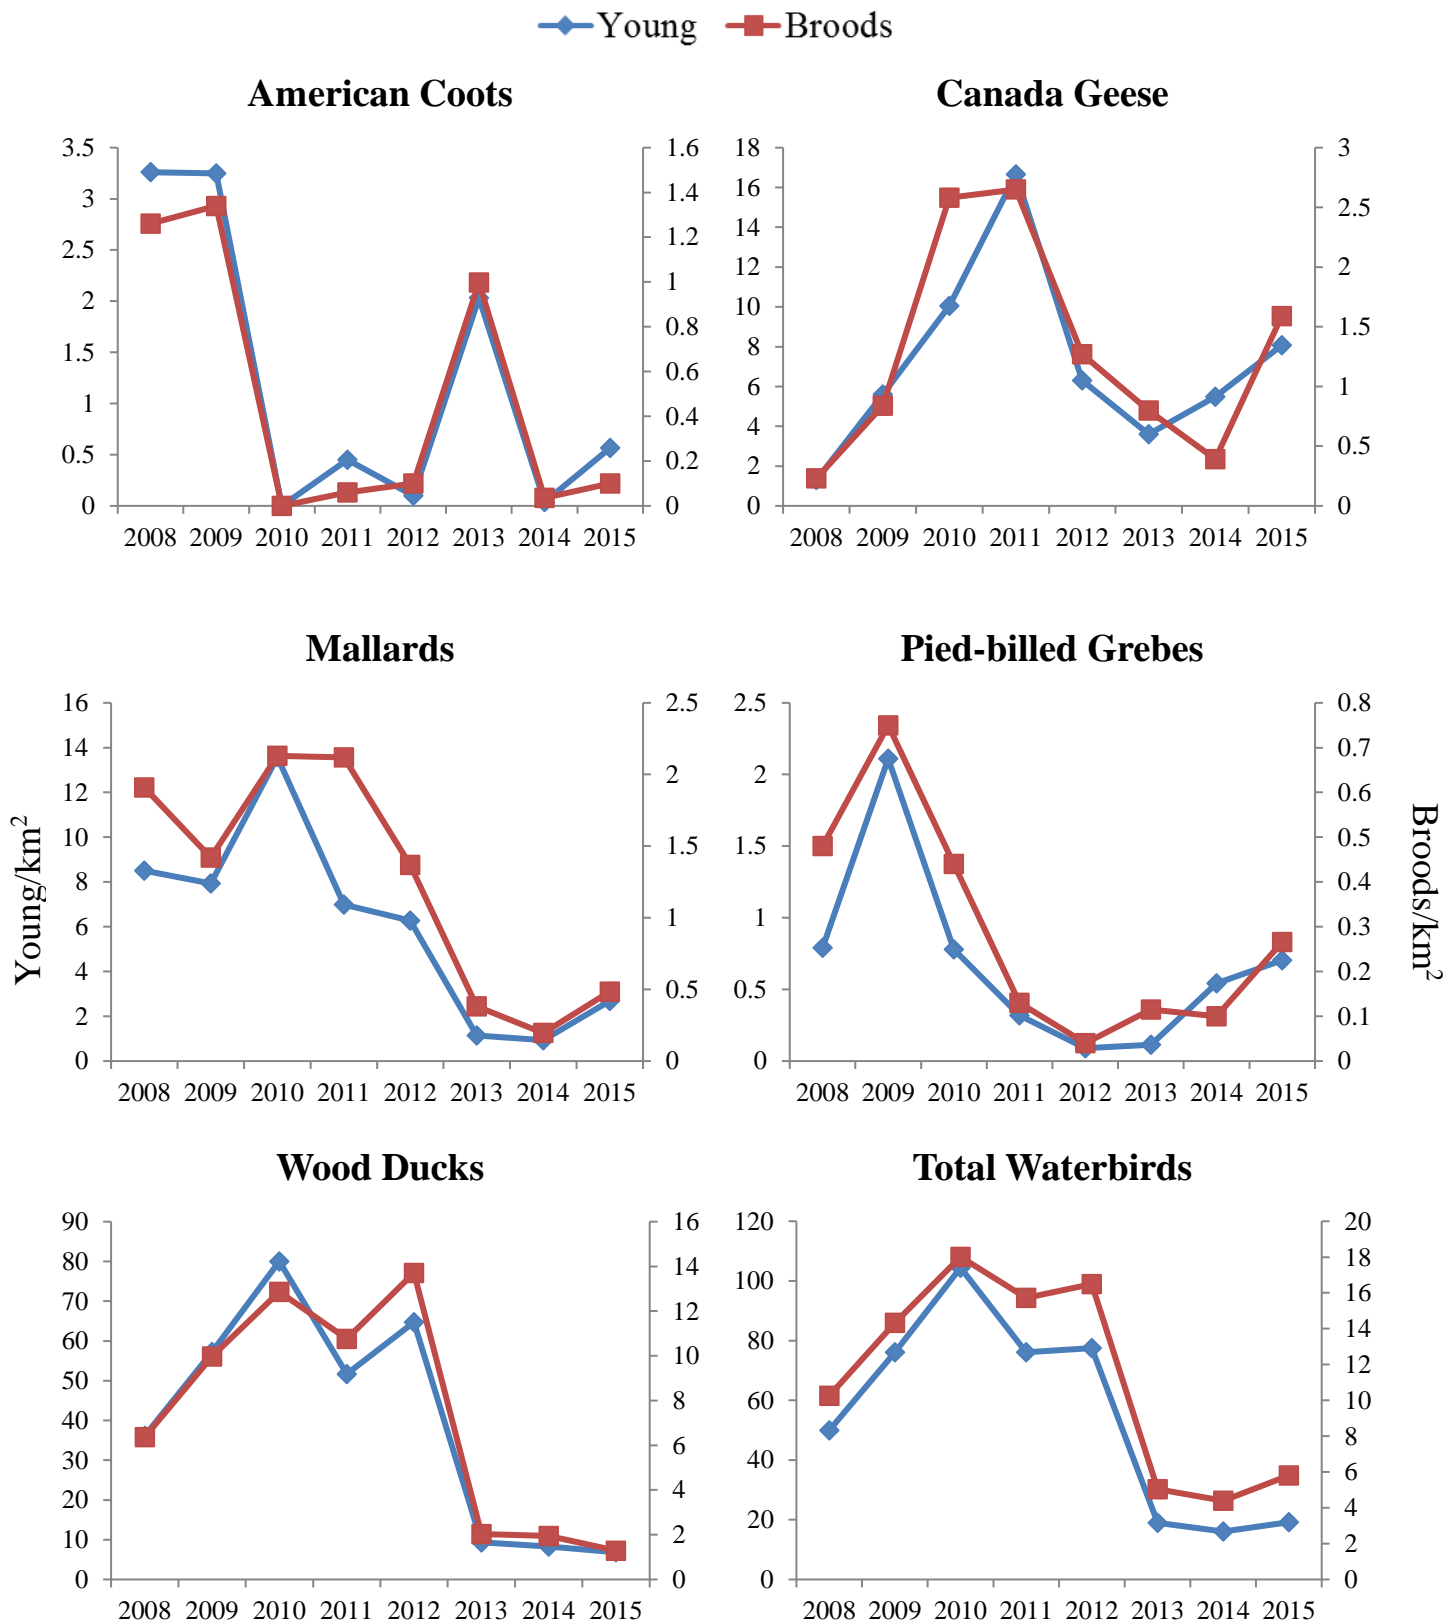 Young Broods
American Coots Canada Geese
3.5 1.6 18 3
3 1.4 16 2.5
2.5 1.2 14 2
2 1 12 1.5
1.5 0.8 10 1
1 0.6 8 0.5
0.5 0.4 6 0
0 0.2 4
0 2
0
2008 2009 2010 2011 2012 2013 2014 2015 2008 2009 2010 2011 2012 2013 2014 2015
Mallards Pied-billed Grebes
Young/km²
16 2.5 2.5 0.8
14 2 2 0.7
12 1.5 1.5 0.6
10 1 1 0.5
8 0.5 0.5 0.4
6 0 0 0.3
4 0.2
2 0.1
0 0
Broods/km²
2008 2009 2010 2011 2012 2013 2014 2015 2008 2009 2010 2011 2012 2013 2014 2015
Wood Ducks Total Waterbirds
90 16 120 20
80 14 100 18
70 12 80 16
60 10 60 14
50 8 40 12
40 6 20 10
30 4 0 8
20 2 6
10 0 4
0 2
0
2008 2009 2010 2011 2012 2013 2014 2015 2008 2009 2010 2011 2012 2013 2014 2015